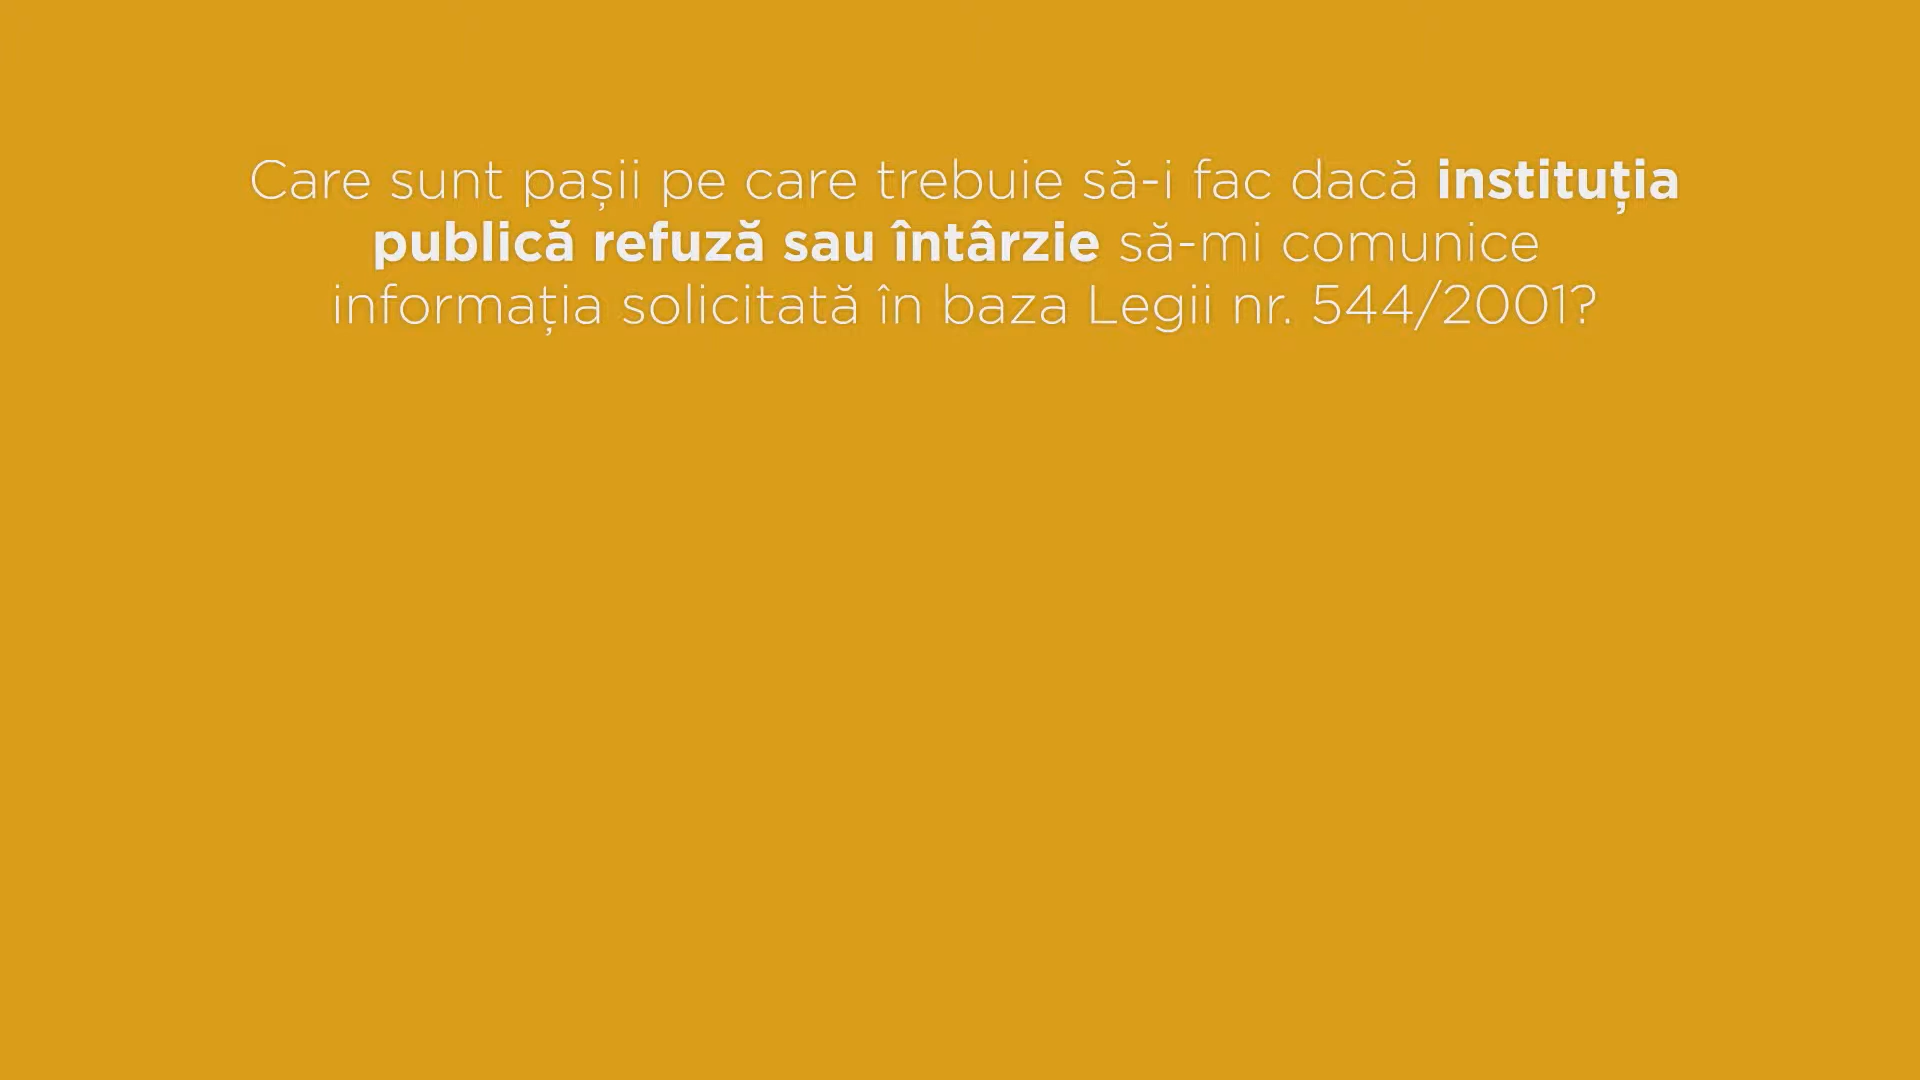 Care sunt pașii pe care trebuie să-i fac dacă instituția
publică refuză sau întârzie să-mi comunice
informația solicitată în baza Legii nr. 544/2001?